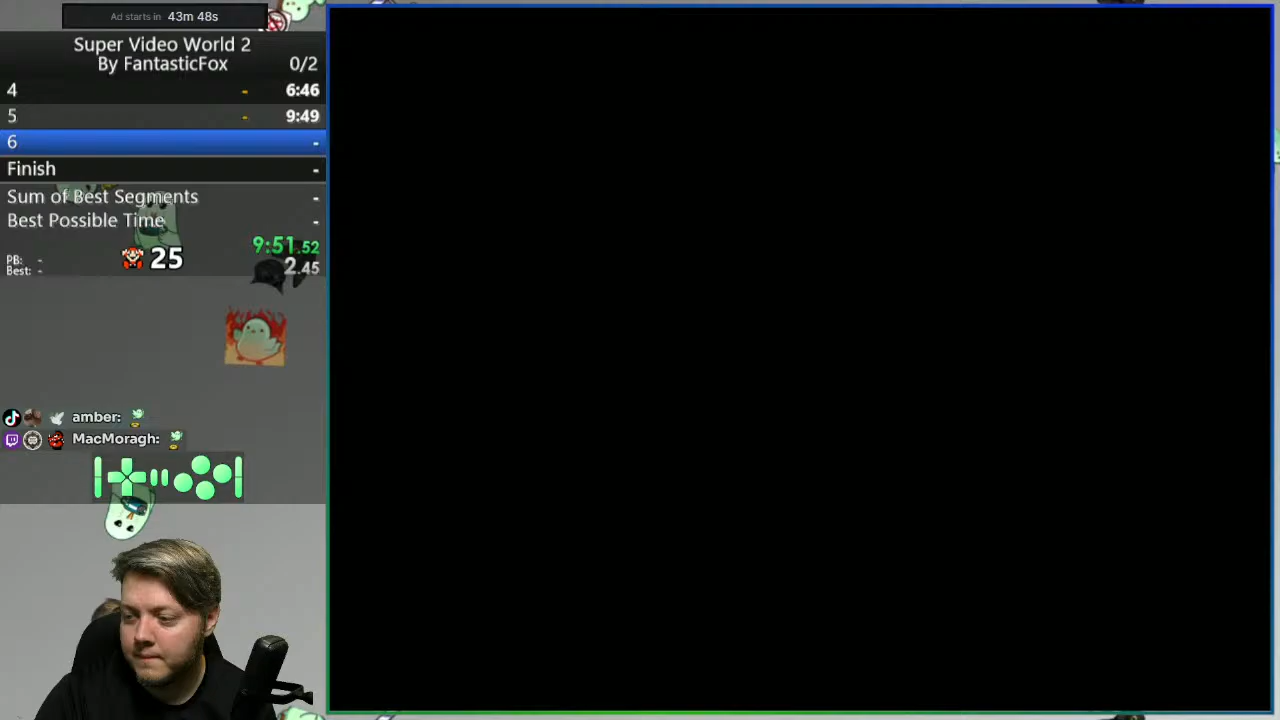 Ad starts in 43m 48s
Super Video World 2
By FantasticFox 0/2
4 - 6:46
5 - 9:49
6 -
Finish -
Sum of Best Segments -
Best Possible Time -
PB: -
Best: -
25
9:51.52
2.45
amber:
MacMoragh: